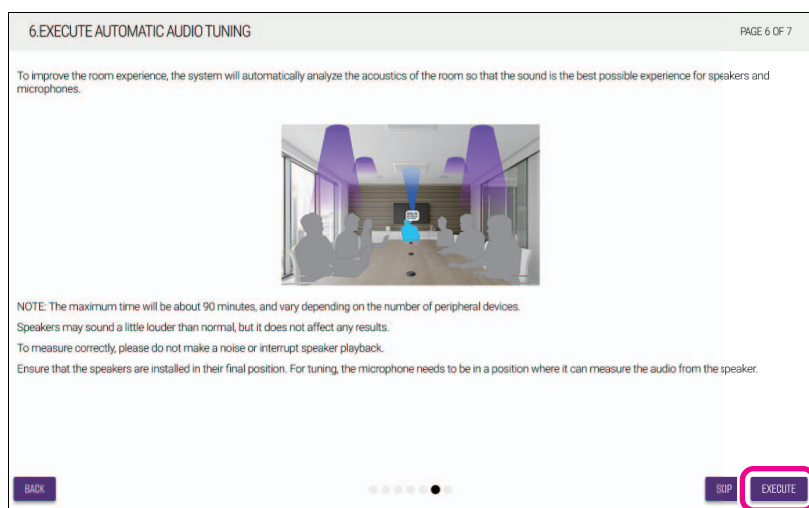 6.EXECUTE AUTOMATIC AUDIO TUNING
PAGE 6 OF 7
To improve the room experience, the system will automatically analyze the acoustics of the room so that the sound is the best possible experience for speakers and
microphones.
NOTE: The maximum time will be about 90 minutes, and vary depending on the number of peripheral devices.
Speakers may sound a little louder than normal, but it does not affect any results.
To measure correctly, please do not make a noise or interrupt speaker playback.
Ensure that the speakers are installed in their final position. For tuning, the microphone needs to be in a position where it can measure the audio from the speaker.
BACK
SKIP
EXECUTE